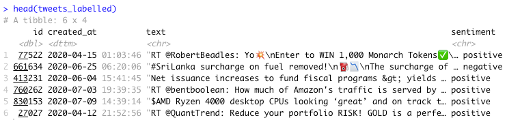 > head(tweets_labelled)
# A tibble: 6 x 4
id created_at text sentiment
<dbl> <dttm> <chr> <chr>
1 77522 2020-04-15 01:03:46 "RT @RobertBeadles: Yo💥\nEnter to WIN 1,000 Monarch Tokens✅\… positive
2 661634 2020-06-25 06:20:06 "#SriLanka surcharge on fuel removed!\n⛽📉\nThe surcharge of … negative
3 413231 2020-06-04 15:41:45 "Net issuance increases to fund fiscal programs &gt; yields … positive
4 760262 2020-07-03 19:39:35 "RT @bentboolean: How much of Amazon's traffic is served by … positive
5 830153 2020-07-09 14:39:14 "$AMD Ryzen 4000 desktop CPUs looking 'great' and on track t… positive
6 27027 2020-04-12 21:52:56 "RT @QuantTrend: Reduce your portfolio RISK! GOLD is a perfe… positive